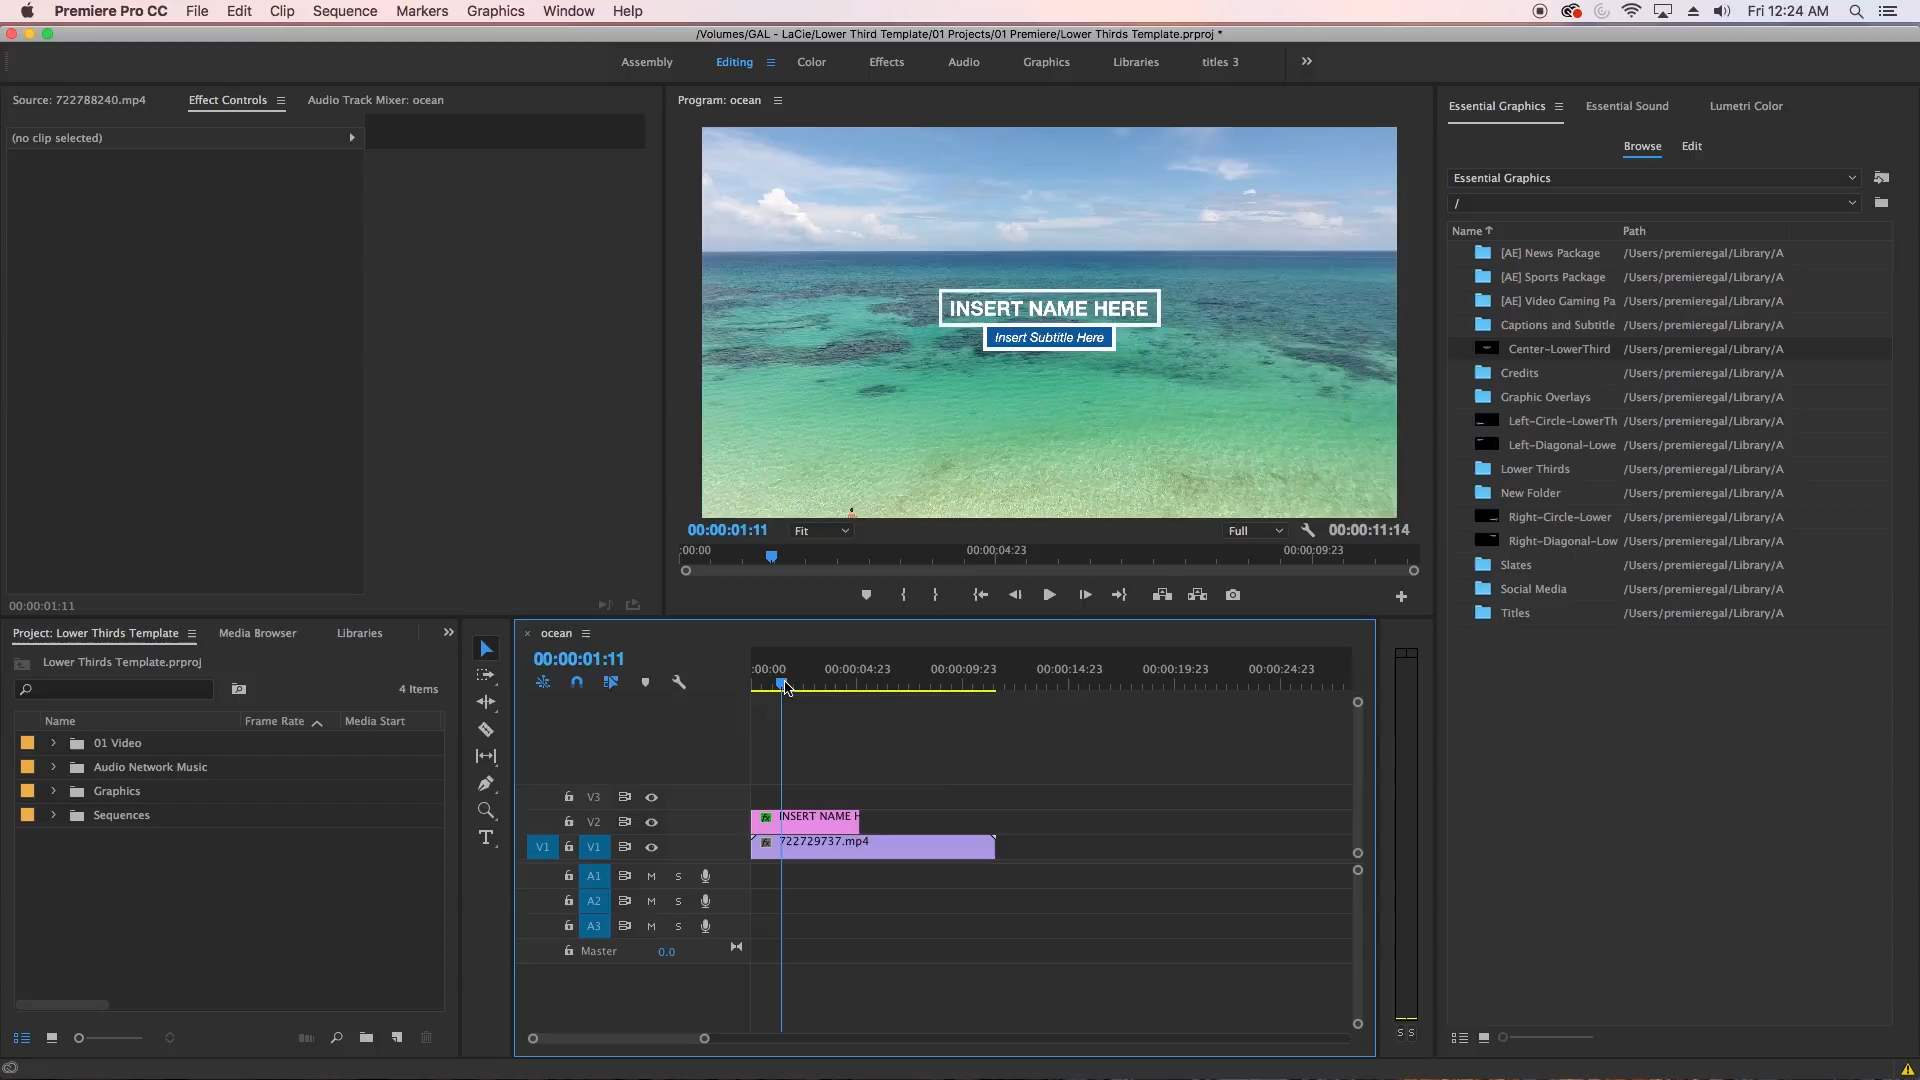 Premiere Pro CC File Edit Clip Sequence Markers Graphics Window Help Fri 12:24 AM
/Volumes/GAL - LaCie/Lower Third Template/01 Projects/01 Premiere/Lower Thirds Template.prproj *
Assembly Editing Color Effects Audio Graphics Libraries titles 3
Source: 722788240.mp4 Effect Controls Audio Track Mixer: ocean
(no clip selected)
00:00:01:11
Program: ocean
INSERT NAME HERE
Insert Subtitle Here
00:00:01:11 Fit Full 00:00:11:14
:00:00 00:00:04:23 00:00:09:23
Essential Graphics Essential Sound Lumetri Color
Browse Edit
Essential Graphics
/
Name Path
[AE] News Package /Users/premieregal/Library/A
[AE] Sports Package /Users/premieregal/Library/A
[AE] Video Gaming Pa /Users/premieregal/Library/A
Captions and Subtitle /Users/premieregal/Library/A
Center-LowerThird /Users/premieregal/Library/A
Credits /Users/premieregal/Library/A
Graphic Overlays /Users/premieregal/Library/A
Left-Circle-LowerTh /Users/premieregal/Library/A
Left-Diagonal-Lowe /Users/premieregal/Library/A
Lower Thirds /Users/premieregal/Library/A
New Folder /Users/premieregal/Library/A
Right-Circle-Lower /Users/premieregal/Library/A
Right-Diagonal-Low /Users/premieregal/Library/A
Slates /Users/premieregal/Library/A
Social Media /Users/premieregal/Library/A
Titles /Users/premieregal/Library/A
Project: Lower Thirds Template Media Browser Libraries
Lower Thirds Template.prproj
4 Items
Name Frame Rate Media Start
01 Video
Audio Network Music
Graphics
Sequences
ocean
00:00:01:11
:00:00 00:00:04:23 00:00:09:23 00:00:14:23 00:00:19:23 00:00:24:23
V3
V2 fx INSERT NAME H
V1 V1 fx 722729737.mp4
A1 M S
A2 M S
A3 M S
Master 0.0
S S